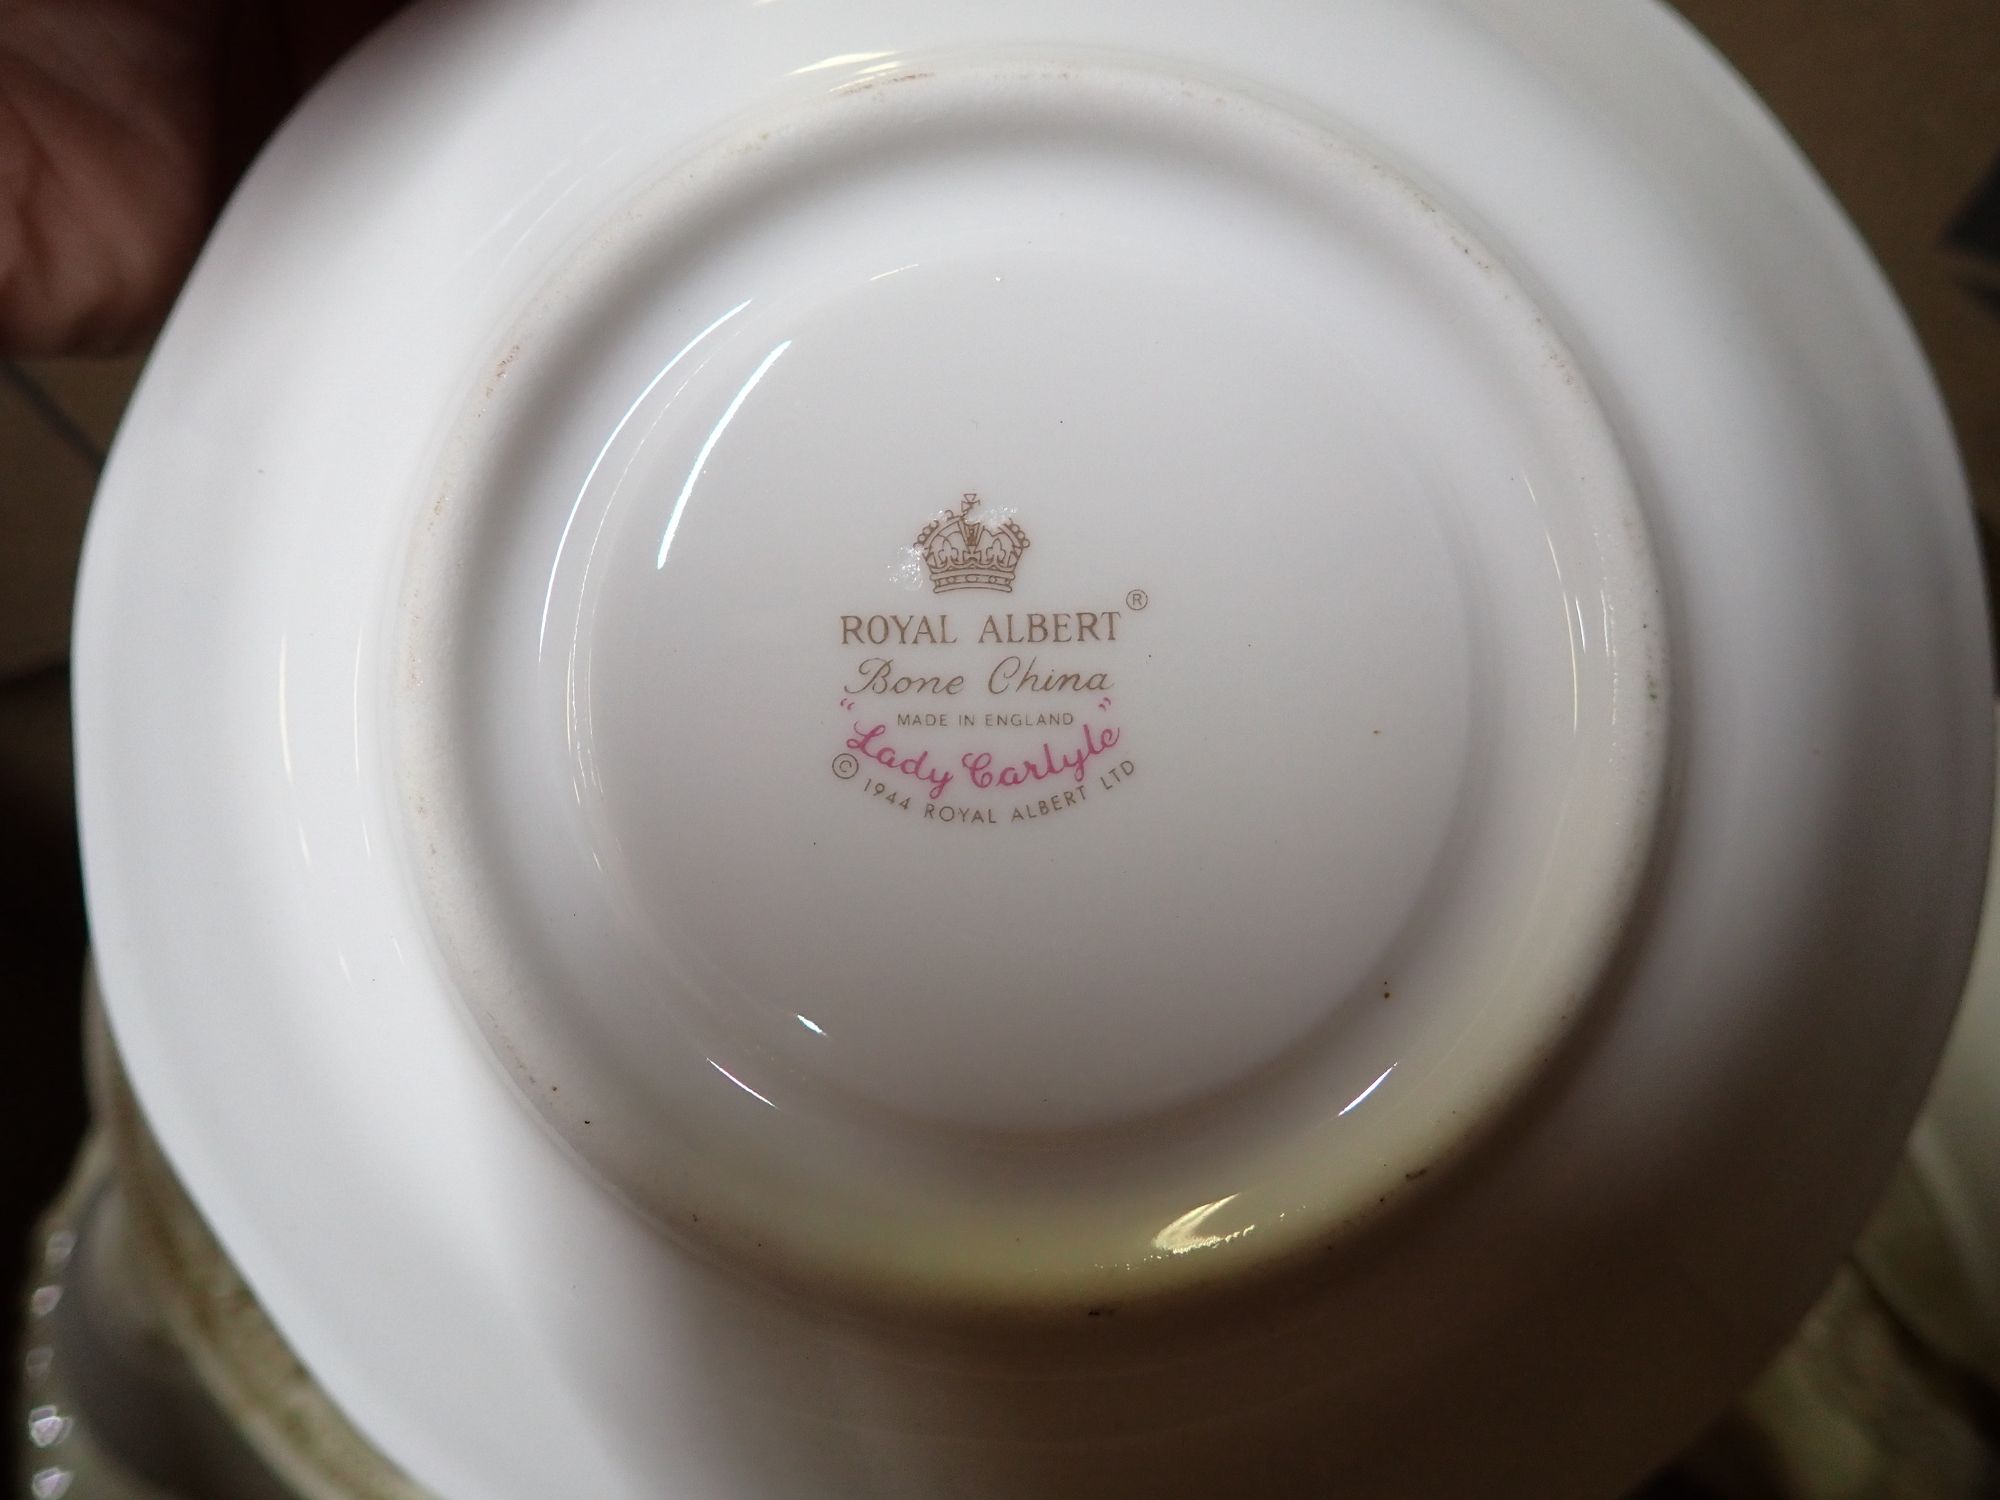 ROYAL ALBERT ®
Bone China
MADE IN ENGLAND
"Lady Carlyle"
© 1944 ROYAL ALBERT LTD